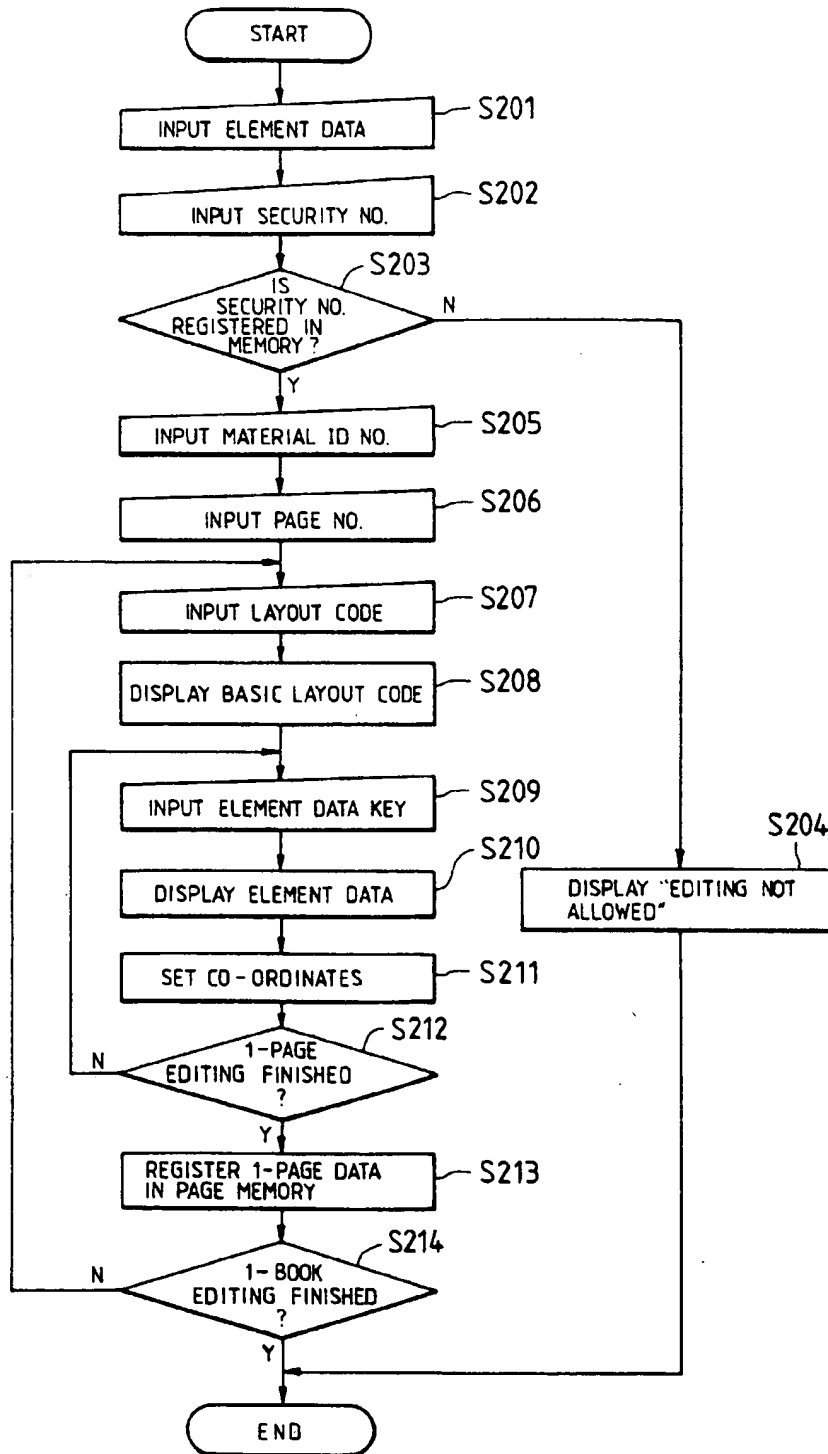 START
INPUT ELEMENT DATA
S201
INPUT SECURITY NO.
S202
S203
IS
SECURITY NO.
REGISTERED IN
MEMORY ?
N
Y
INPUT MATERIAL ID NO.
S205
INPUT PAGE NO.
S206
INPUT LAYOUT CODE
S207
DISPLAY BASIC LAYOUT CODE
S208
INPUT ELEMENT DATA KEY
S209
DISPLAY ELEMENT DATA
S210
S204
DISPLAY "EDITING NOT
ALLOWED"
SET CO-ORDINATES
S211
S212
1-PAGE
EDITING FINISHED
?
N
Y
REGISTER 1-PAGE DATA
IN PAGE MEMORY
S213
S214
1-BOOK
EDITING FINISHED
?
N
Y
END